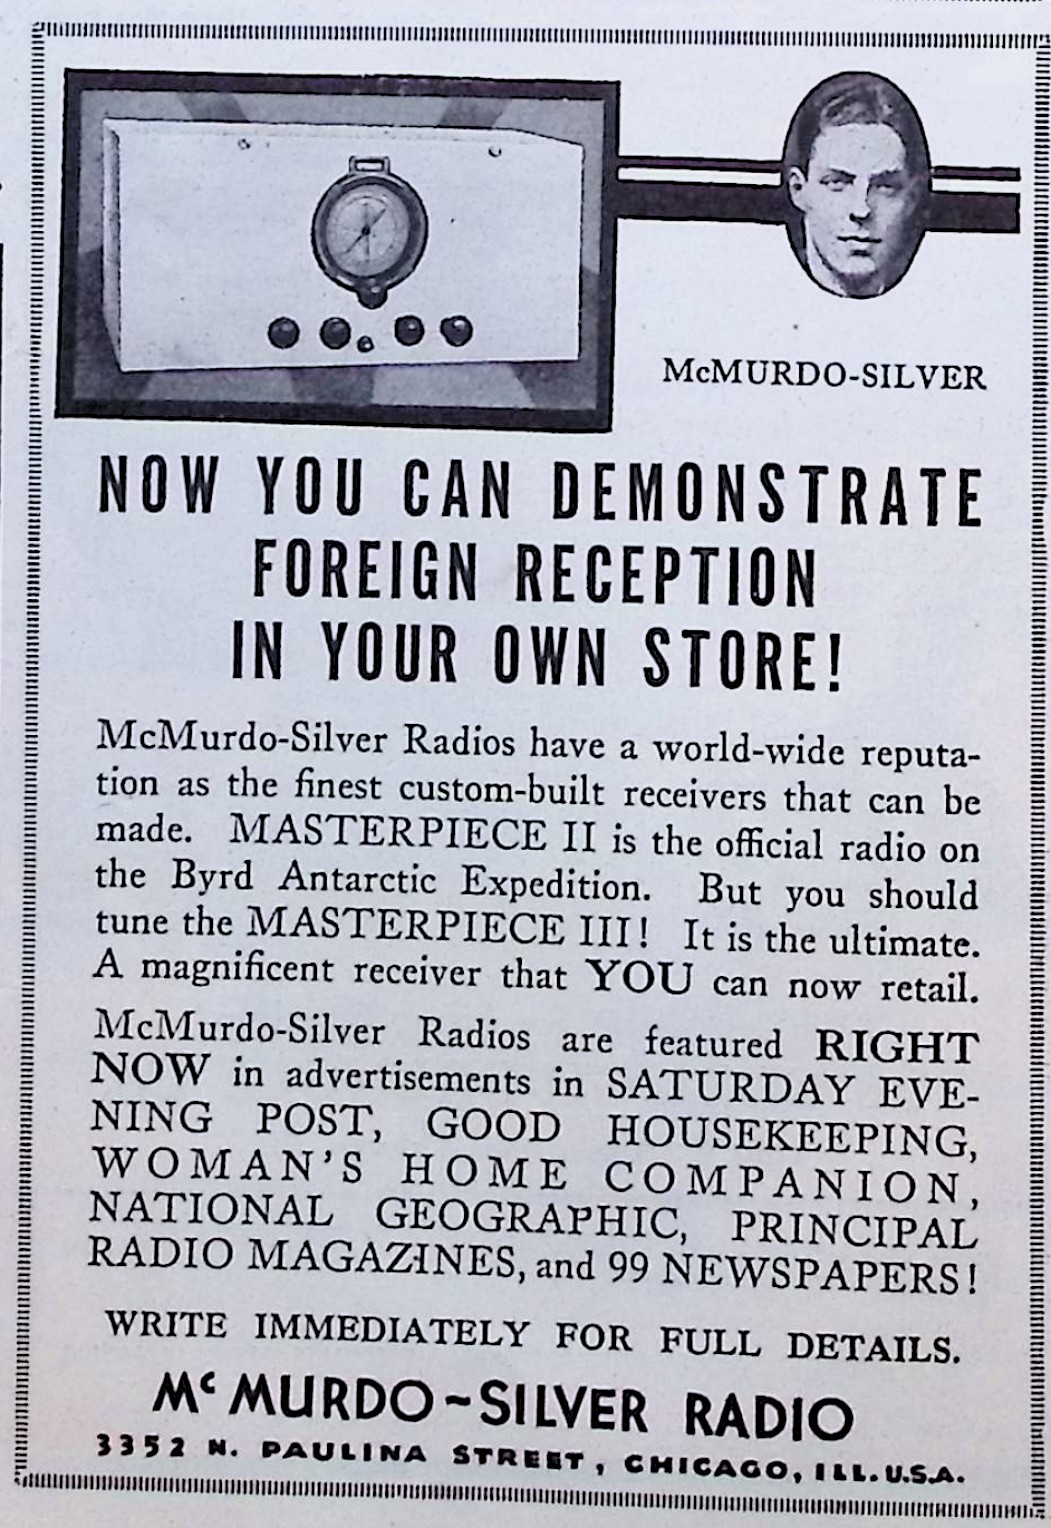 McMURDO-SILVER
NOW YOU CAN DEMONSTRATE
FOREIGN RECEPTION
IN YOUR OWN STORE!
McMurdo-Silver Radios have a world-wide reputa-
tion as the finest custom-built receivers that can be
made. MASTERPIECE II is the official radio on
the Byrd Antarctic Expedition. But you should
tune the MASTERPIECE III! It is the ultimate.
A magnificent receiver that YOU can now retail.
McMurdo-Silver Radios are featured RIGHT
NOW in advertisements in SATURDAY EVE-
NING POST, GOOD HOUSEKEEPING,
WOMAN'S HOME COMPANION,
NATIONAL GEOGRAPHIC, PRINCIPAL
RADIO MAGAZINES, and 99 NEWSPAPERS!
WRITE IMMEDIATELY FOR FULL DETAILS.
McMURDO~SILVER RADIO
3352 N. PAULINA STREET, CHICAGO, ILL. U.S.A.